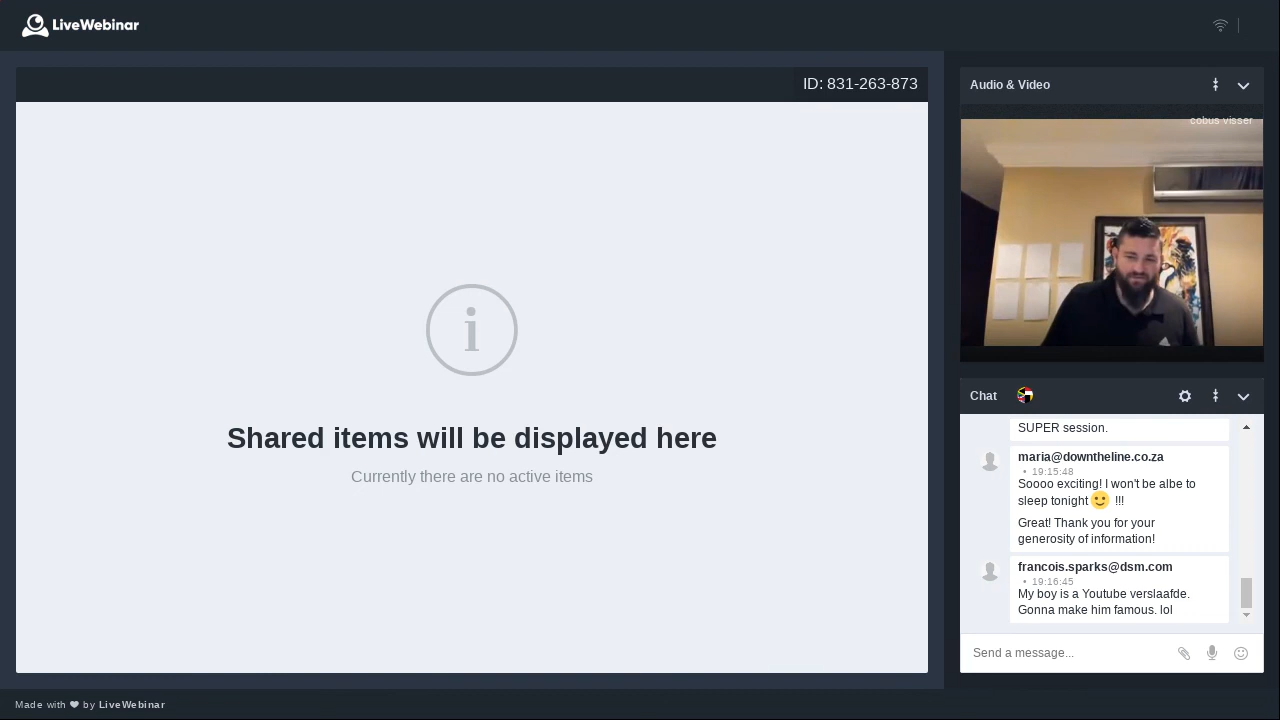 LiveWebinar
ID: 831-263-873
Shared items will be displayed here
Currently there are no active items
Audio & Video
cobus visser
Chat
SUPER session.
maria@downtheline.co.za
• 19:15:48
Soooo exciting! I won't be albe to
sleep tonight !!!
Great! Thank you for your
generosity of information!
francois.sparks@dsm.com
• 19:16:45
My boy is a Youtube verslaafde.
Gonna make him famous. lol
Send a message...
Made with ❤ by LiveWebinar